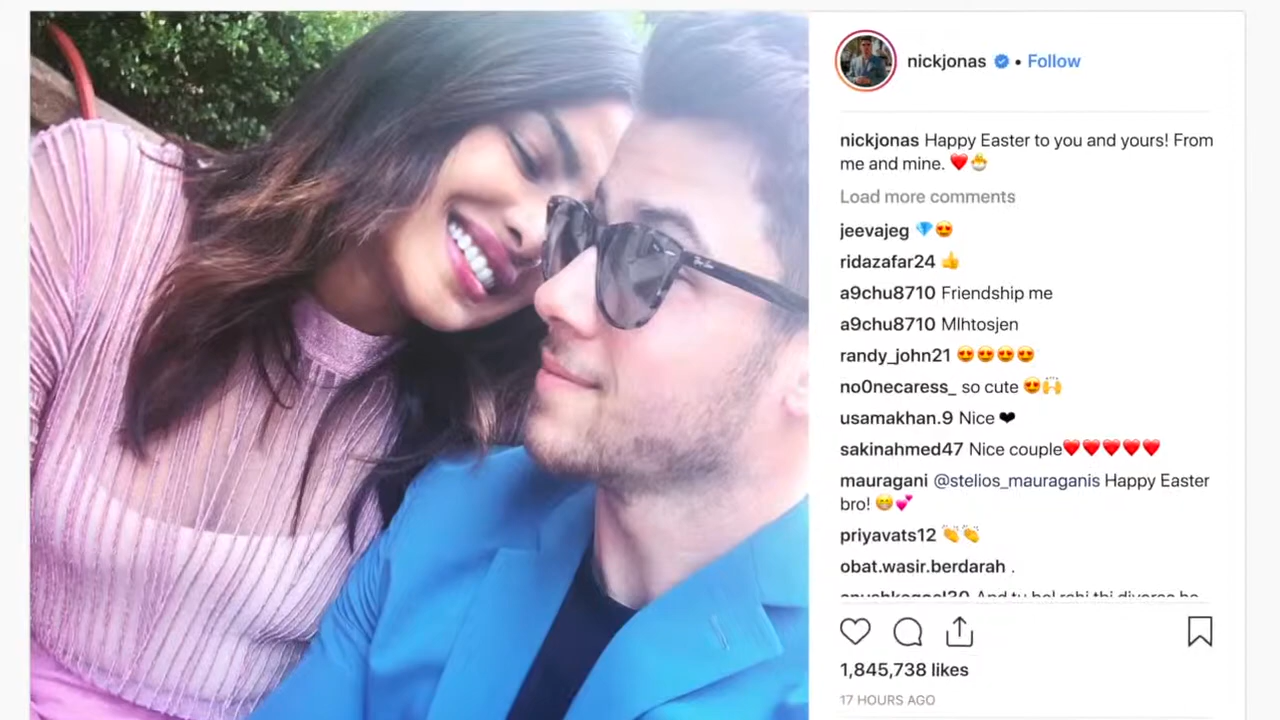 nickjonas • Follow
nickjonas Happy Easter to you and yours! From
me and mine. ❤️🐣
Load more comments
jeevajeg 💎😍
ridazafar24 👍
a9chu8710 Friendship me
a9chu8710 Mlhtosjen
randy_john21 😍😍😍😍
no0necaress_ so cute 😍🙌
usamakhan.9 Nice ❤
sakinahmed47 Nice couple❤️❤️❤️❤️❤️
mauragani @stelios_mauraganis Happy Easter
bro! 😁💕
priyavats12 👏👏
obat.wasir.berdarah .
1,845,738 likes
17 HOURS AGO
Ray-Ban